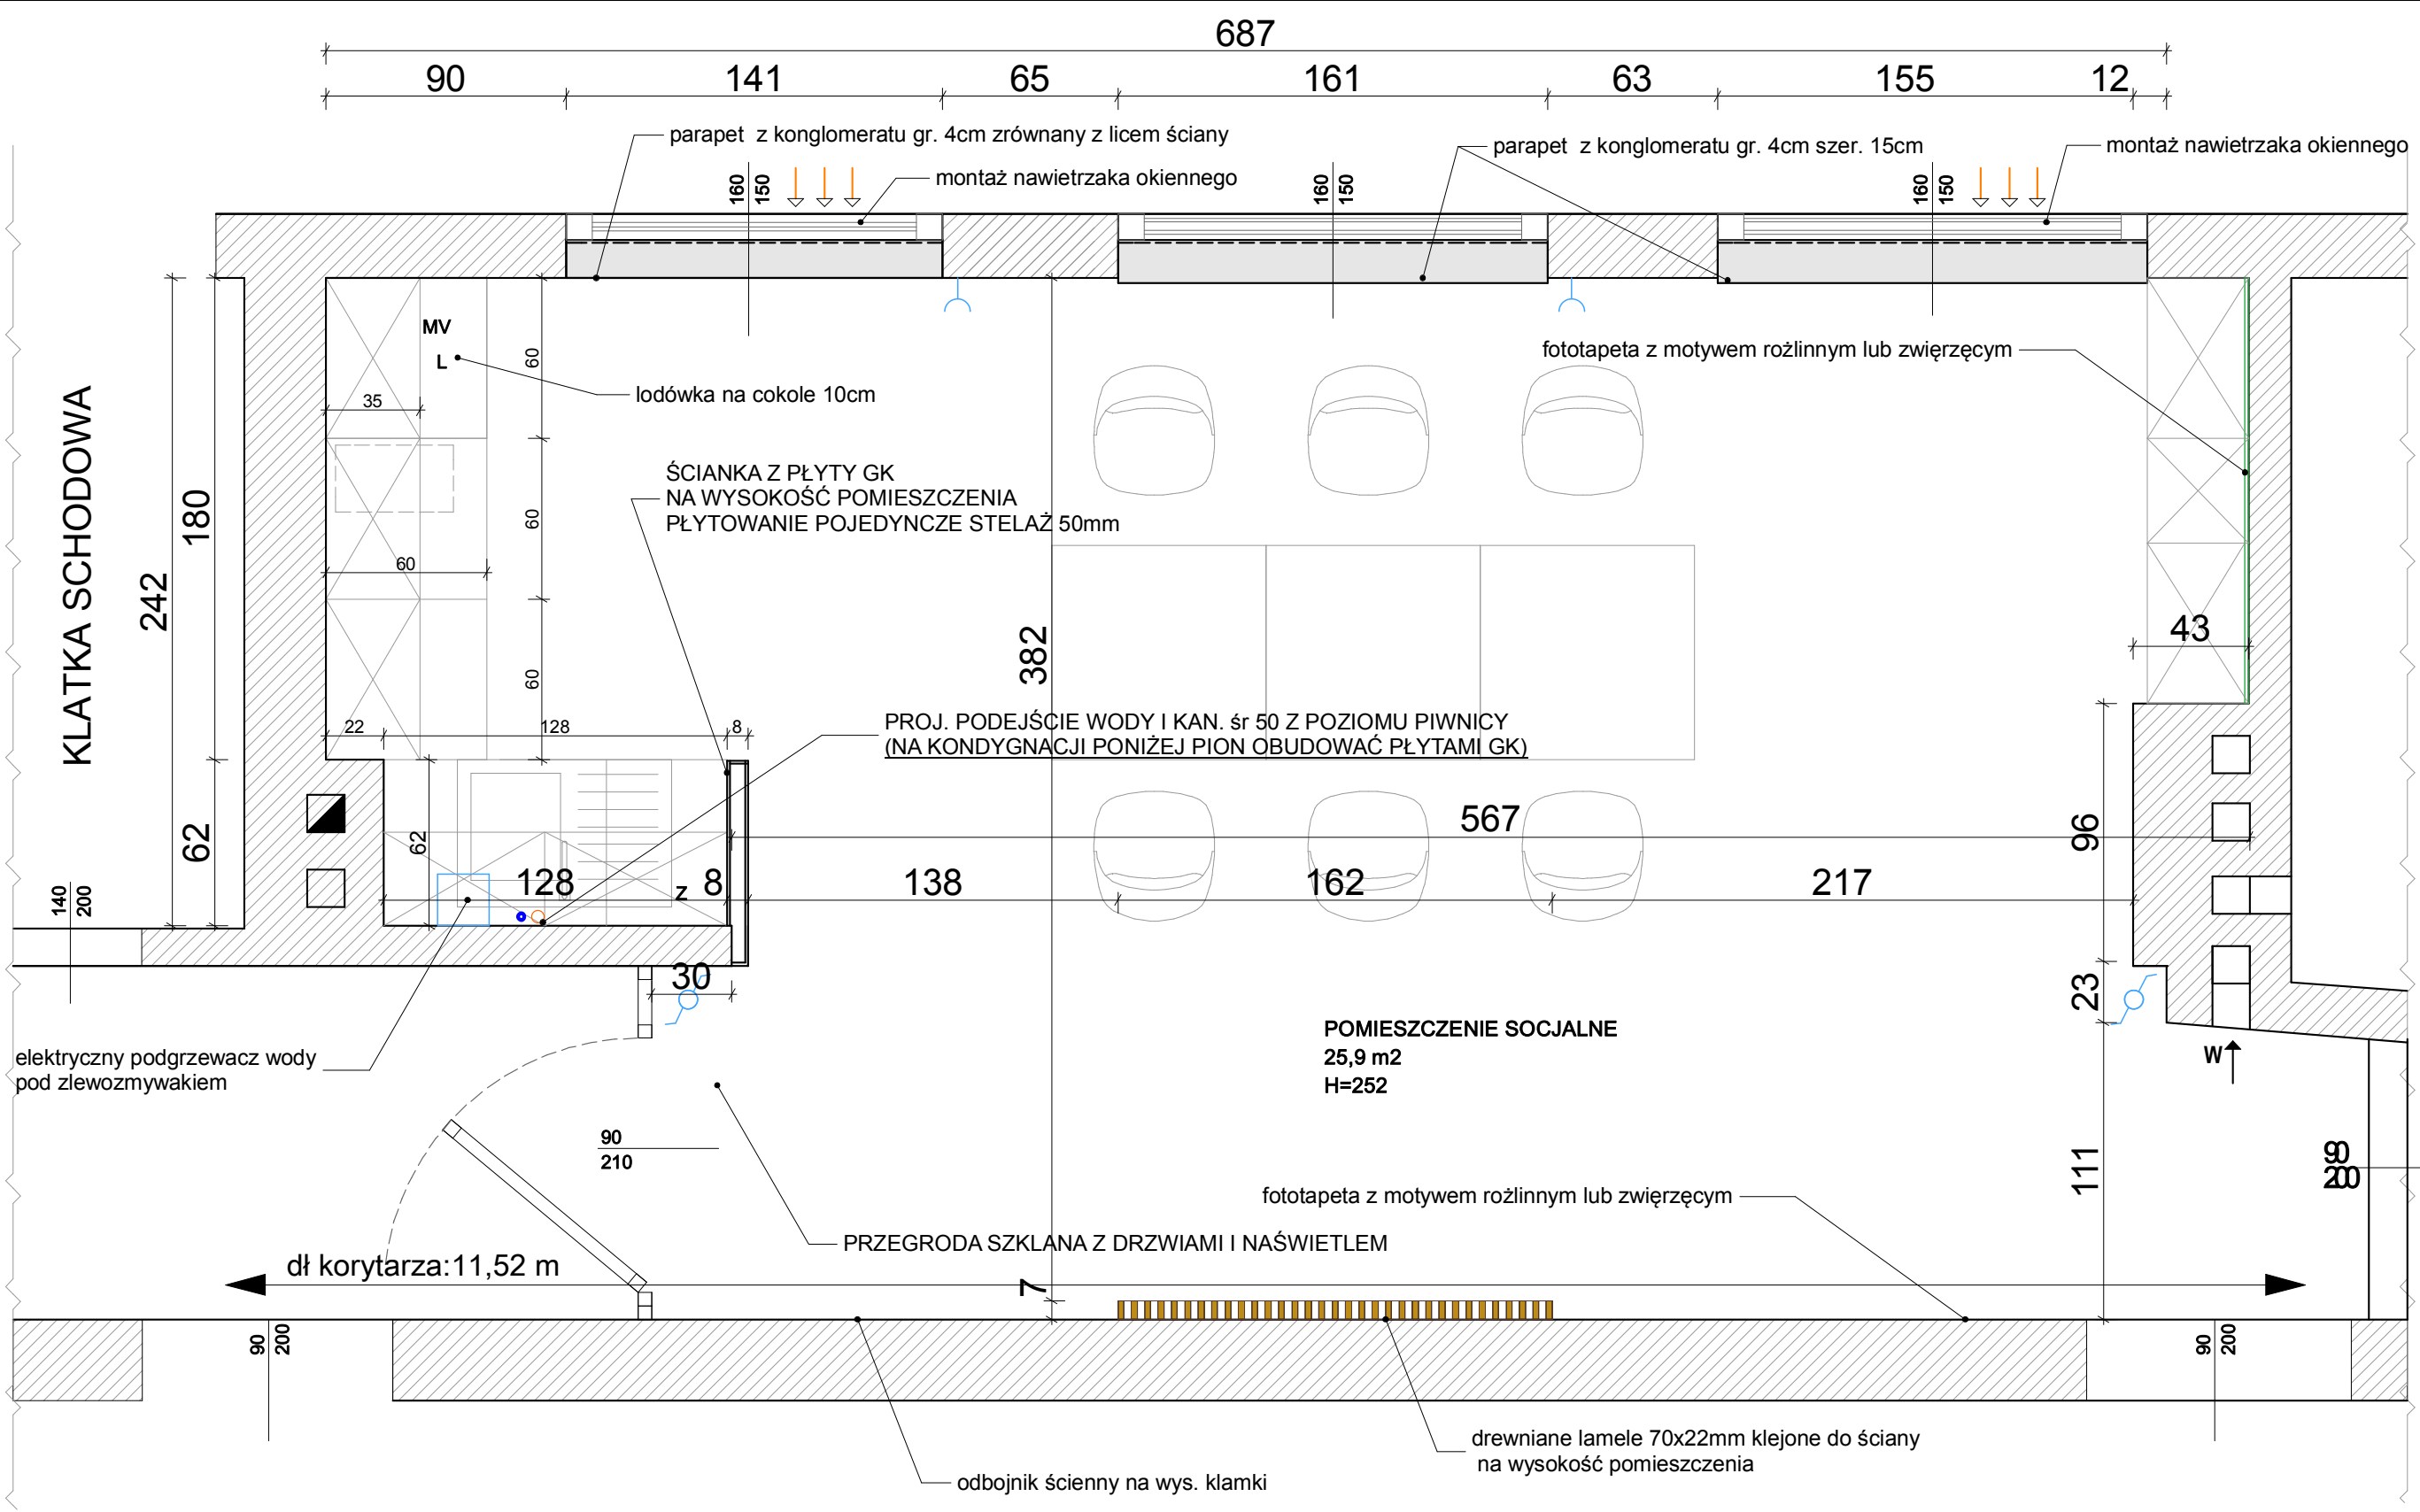 687
90 141 65 161 63 155 12
parapet z konglomeratu gr. 4cm zrównany z licem ściany
parapet z konglomeratu gr. 4cm szer. 15cm
montaż nawietrzaka okiennego
montaż nawietrzaka okiennego
160
150
160
150
160
150
MV
L
lodówka na cokole 10cm
fototapeta z motywem rożlinnym lub zwięrzęcym
35
60
60
60
60
KLATKA SCHODOWA
242
180
62
ŚCIANKA Z PŁYTY GK
NA WYSOKOŚĆ POMIESZCZENIA
PŁYTOWANIE POJEDYNCZE STELAŻ 50mm
382
43
22 128 8
PROJ. PODEJŚCIE WODY I KAN. śr 50 Z POZIOMU PIWNICY
(NA KONDYGNACJI PONIŻEJ PION OBUDOWAĆ PŁYTAMI GK)
567
62
96
128 z 8 138 162 217
140
200
30
23
POMIESZCZENIE SOCJALNE
25,9 m2
H=252
W
elektryczny podgrzewacz wody
pod zlewozmywakiem
90
210
111
90
200
fototapeta z motywem rożlinnym lub zwięrzęcym
PRZEGRODA SZKLANA Z DRZWIAMI I NAŚWIETLEM
dł korytarza:11,52 m
7
90
200
90
200
drewniane lamele 70x22mm klejone do ściany
na wysokość pomieszczenia
odbojnik ścienny na wys. klamki